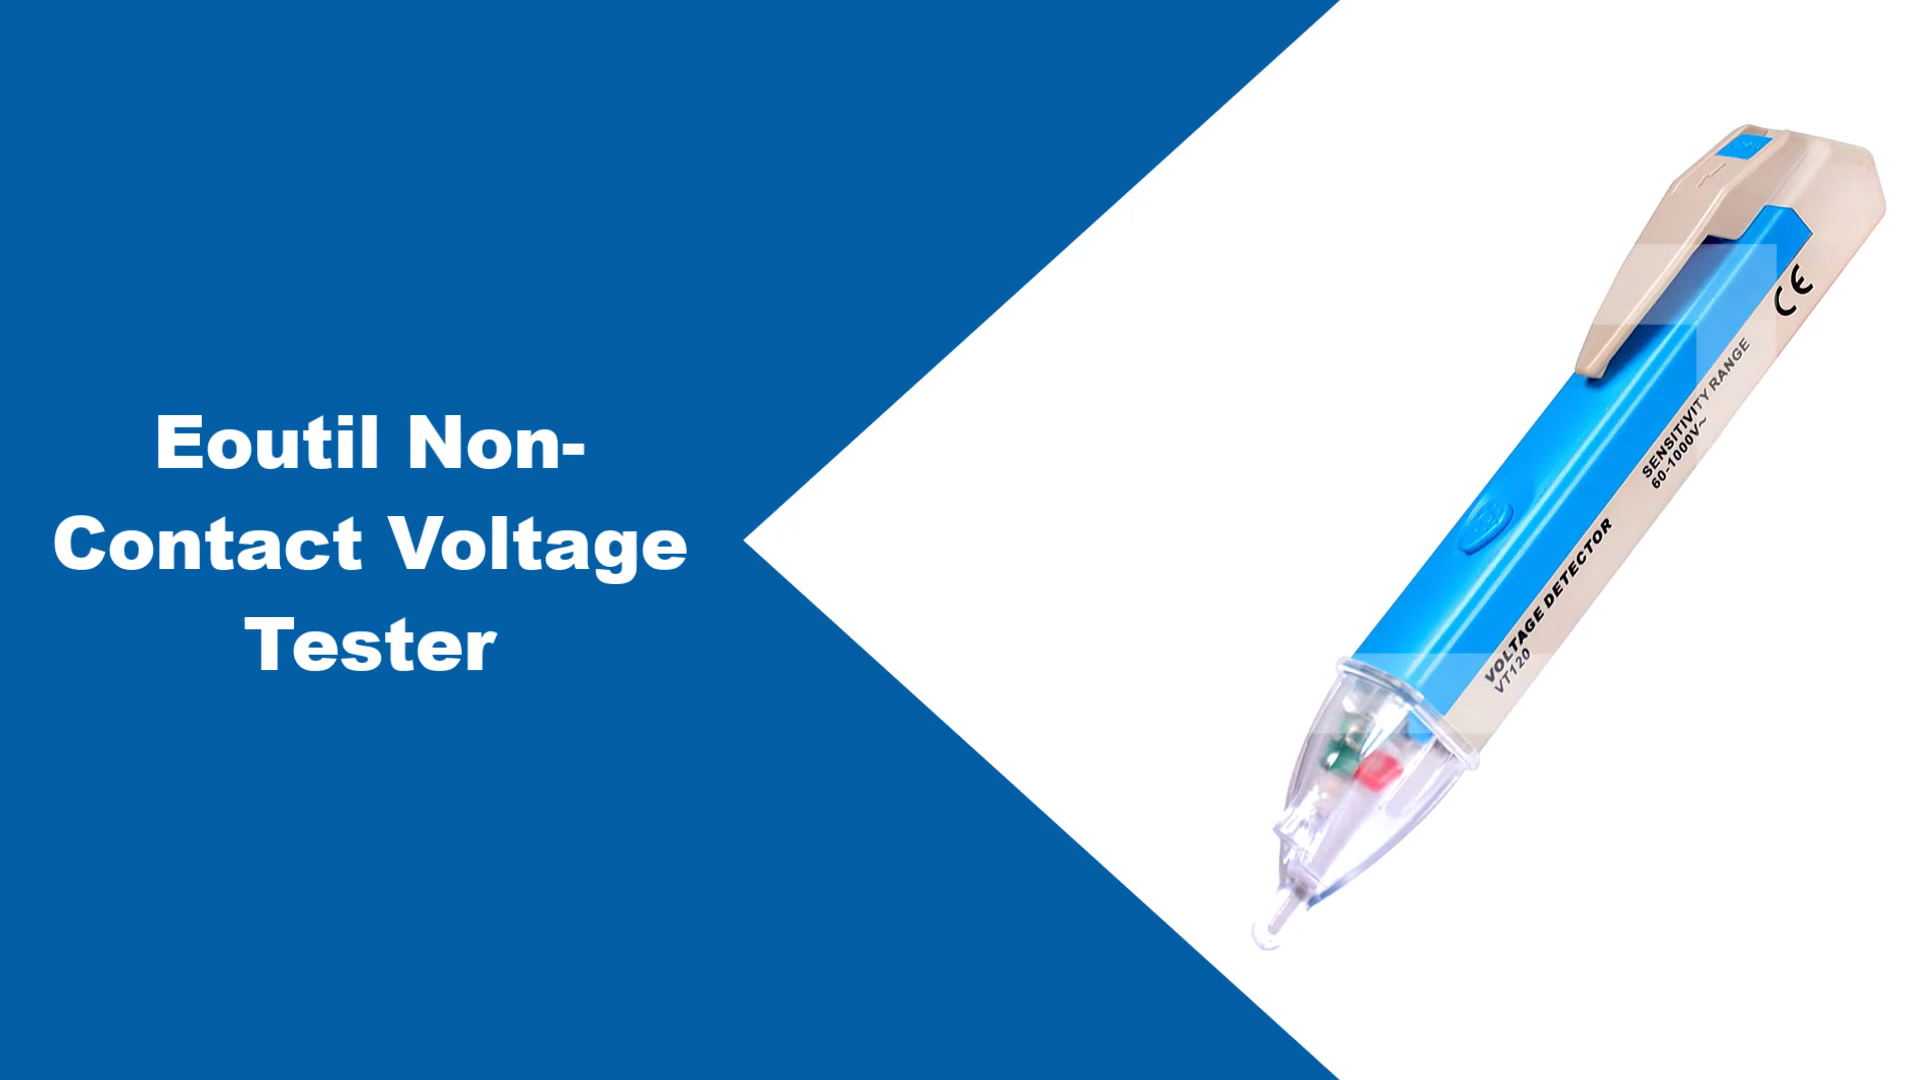 Eoutil Non-
Contact Voltage
Tester
CE
SENSITIVITY RANGE
60-1000V~
VOLTAGE DETECTOR
VT120